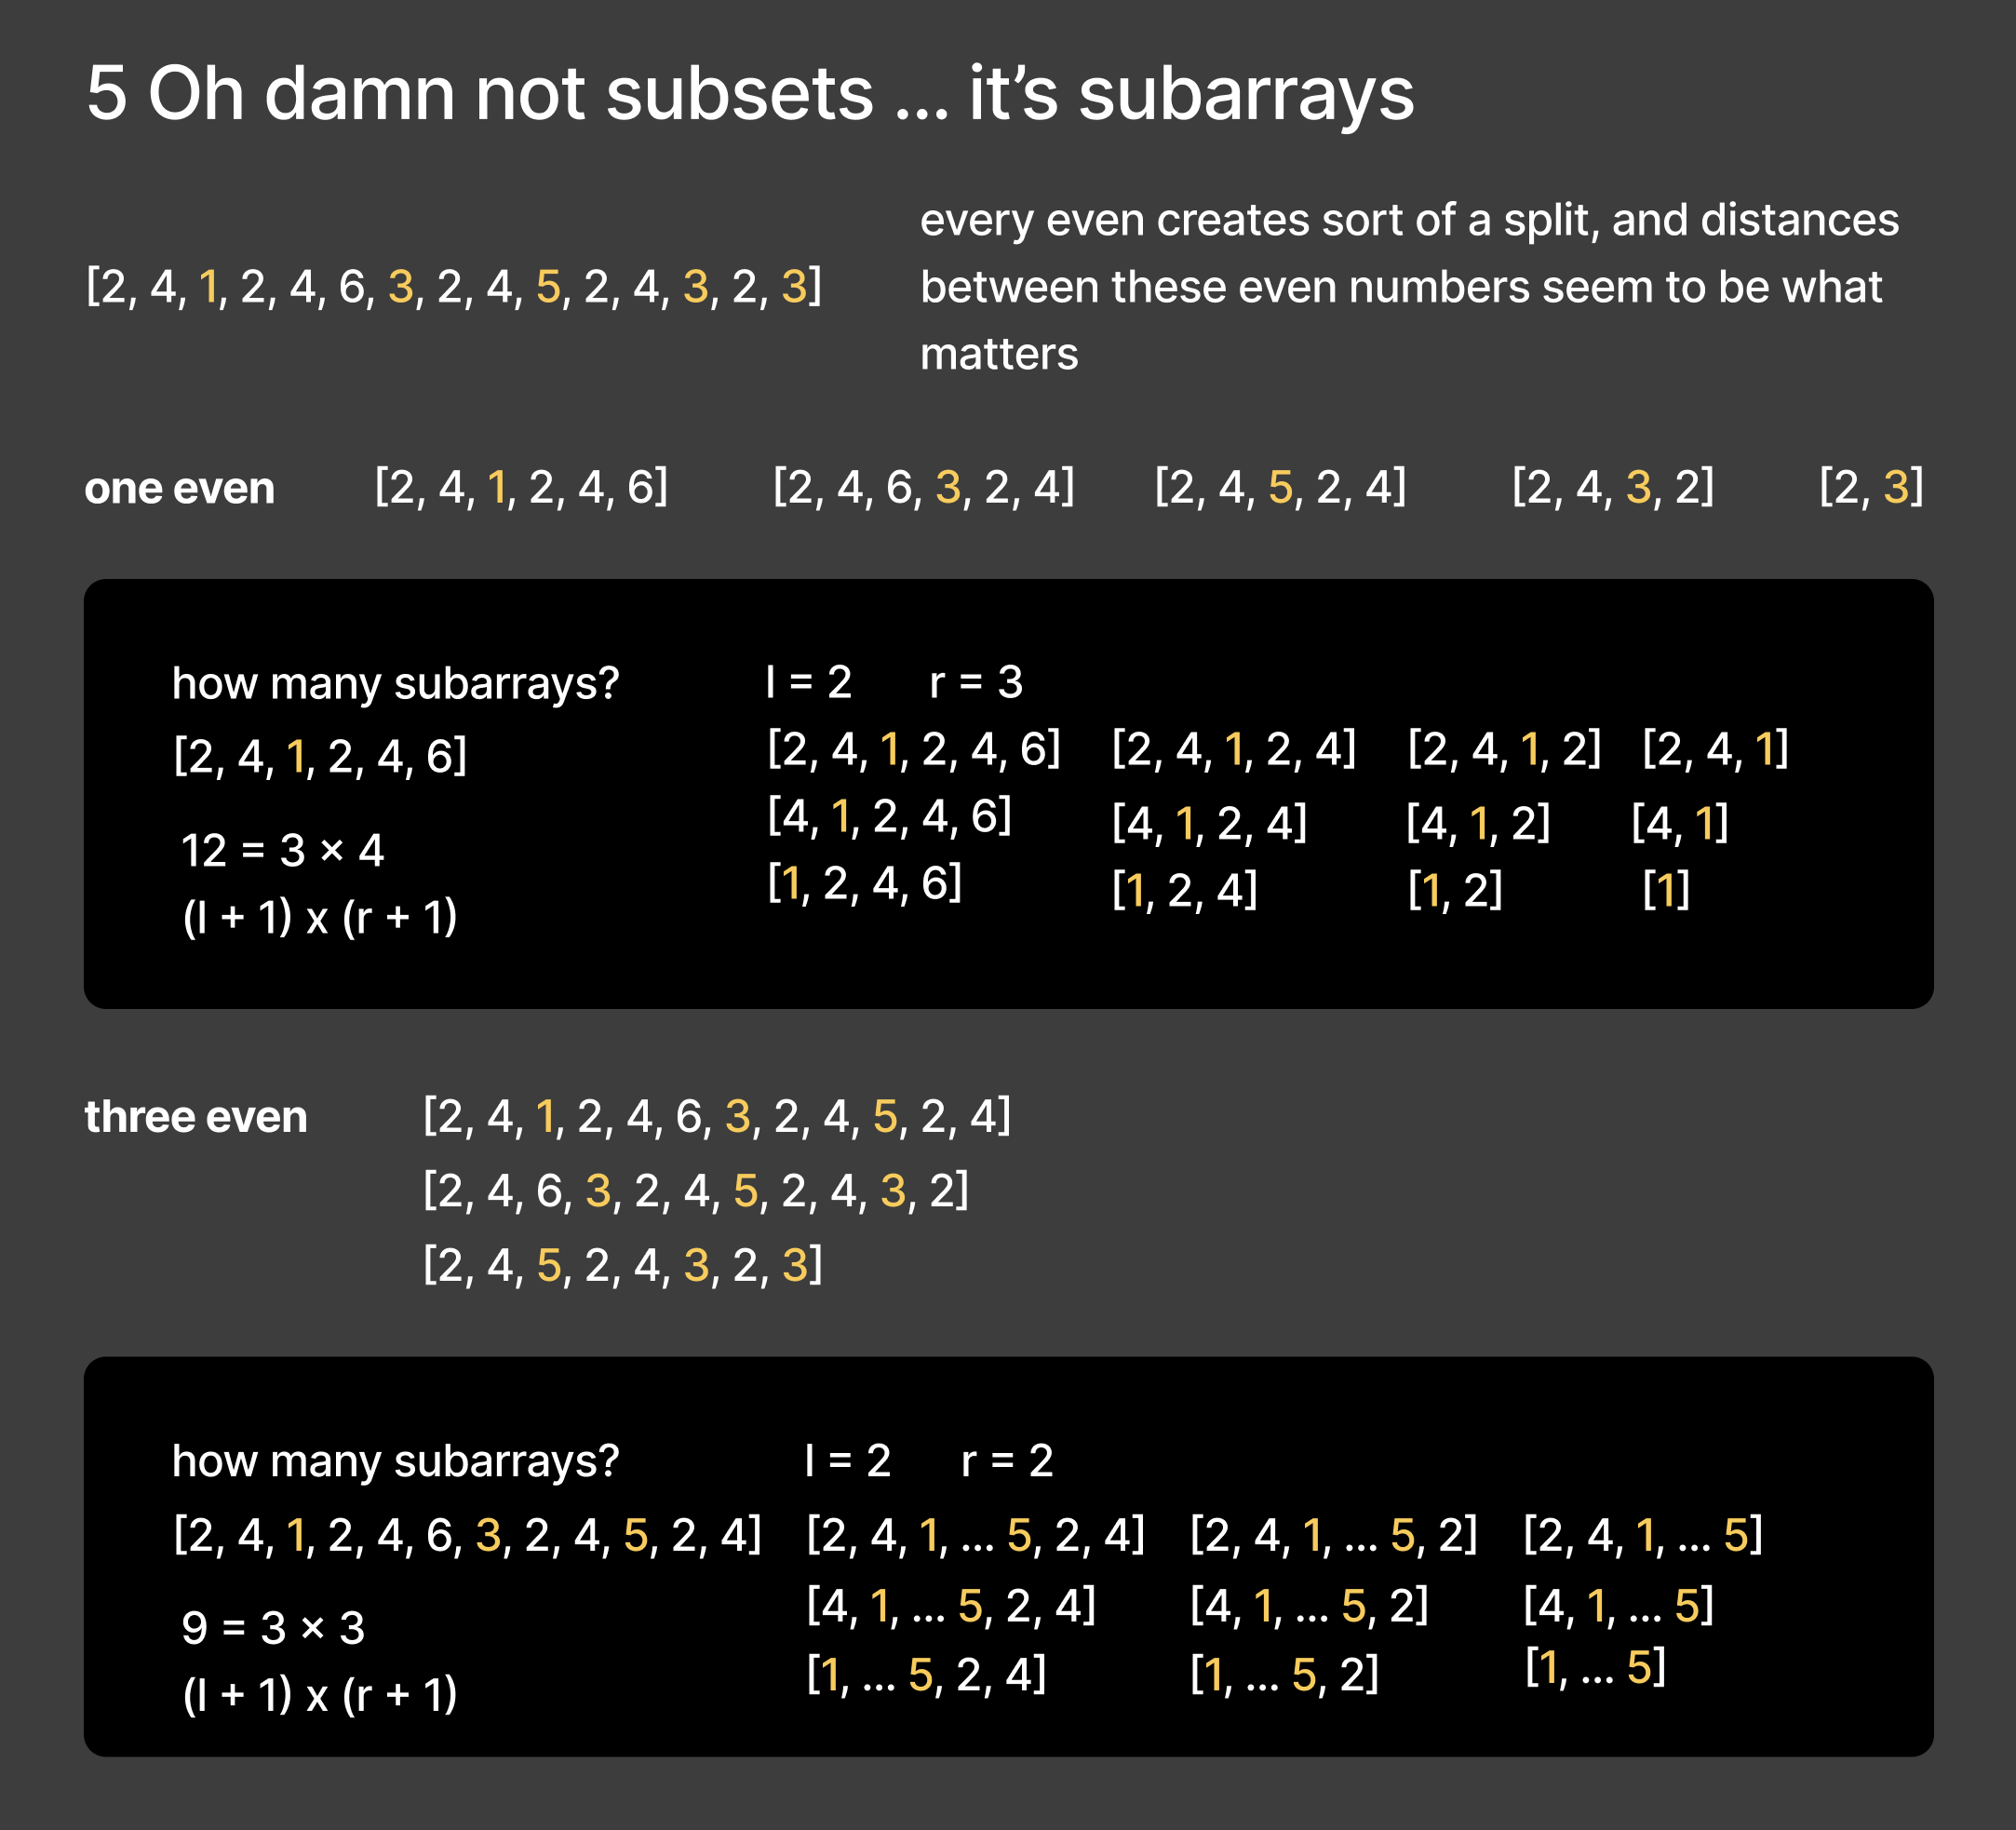 5 Oh damn not subsets ... it’s subarrays
every even creates sort of a split, and distances
between these even numbers seem to be what
matters
[2, 4, 1, 2, 4, 6, 3, 2, 4, 5, 2, 4, 3, 2, 3]
one even [2, 4, 1, 2, 4, 6] [2, 4, 6, 3, 2, 4] [2, 4, 5, 2, 4] [2, 4, 3, 2] [2, 3]
how many subarrays?
[2, 4, 1, 2, 4, 6]
12 = 3 × 4
(l + 1) x (r + 1)
l = 2 r = 3
[2, 4, 1, 2, 4, 6] [2, 4, 1, 2, 4] [2, 4, 1, 2] [2, 4, 1]
[4, 1, 2, 4, 6] [4, 1, 2, 4] [4, 1, 2] [4, 1]
[1, 2, 4, 6] [1, 2, 4] [1, 2] [1]
three even [2, 4, 1, 2, 4, 6, 3, 2, 4, 5, 2, 4]
[2, 4, 6 3, 2, 4, 5, 2, 4, 3, 2]
[2, 4, 5, 2, 4, 3, 2, 3]
how many subarrays?
[2, 4, 1, 2, 4, 6, 3, 2, 4, 5, 2, 4]
9 = 3 × 3
(l + 1) x (r + 1)
l = 2 r = 2
[2, 4, 1, ... 5, 2, 4] [2, 4, 1, ... 5, 2] [2, 4, 1, ... 5]
[4, 1, ... 5, 2, 4] [4, 1, ... 5, 2] [4, 1, ... 5]
[1, ... 5, 2, 4] [1, ... 5, 2] [1, ... 5]